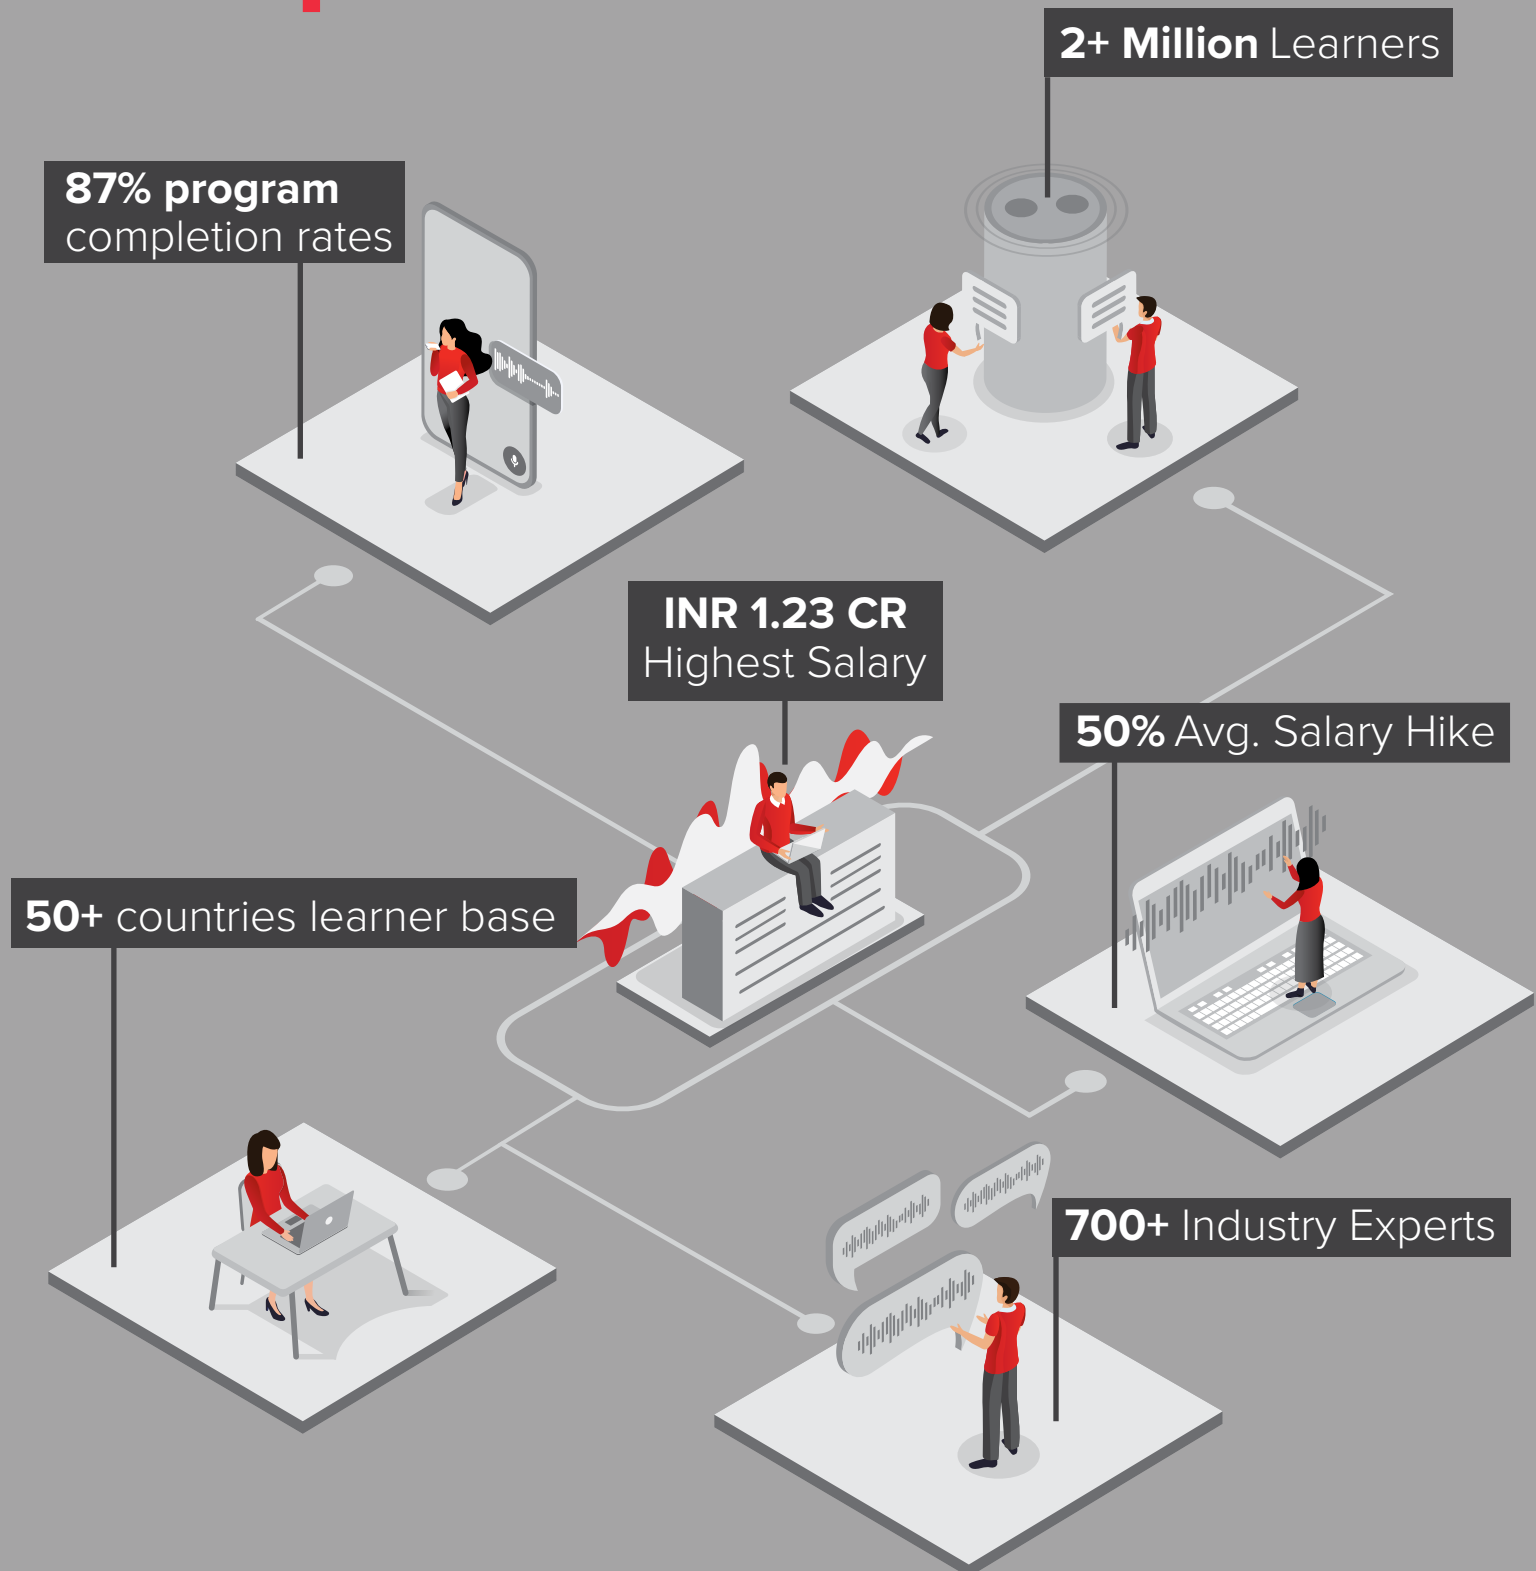 2+ Million Learners
87% program
completion rates
INR 1.23 CR
Highest Salary
50% Avg. Salary Hike
50+ countries learner base
700+ Industry Experts